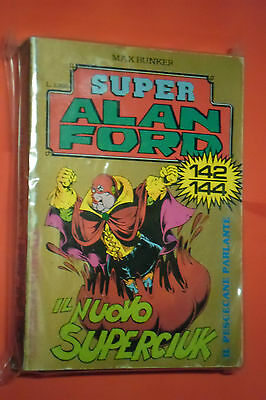 MAX BUNKER
SUPER
ALAN
FORD
142
144
IL NUOVO
SUPERCIUK
IL PESCECANE PARLANTE